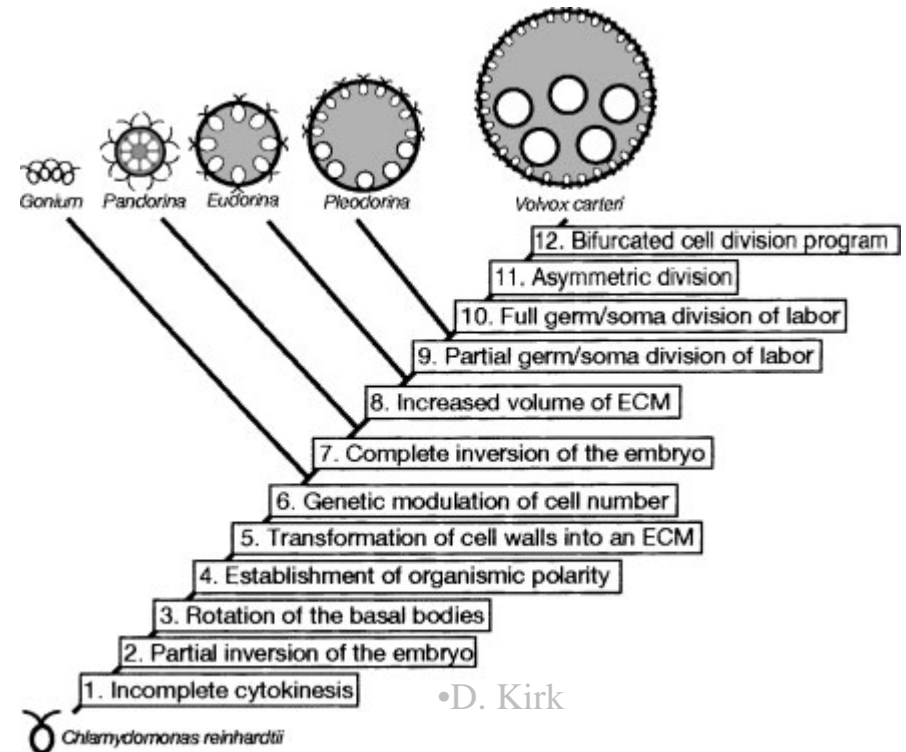 Gonium
Pandorina
Eudorina
Pleodorina
Volvox carteri
12. Bifurcated cell division program
11. Asymmetric division
10. Full germ/soma division of labor
9. Partial germ/soma division of labor
8. Increased volume of ECM
7. Complete inversion of the embryo
6. Genetic modulation of cell number
5. Transformation of cell walls into an ECM
4. Establishment of organismic polarity
3. Rotation of the basal bodies
2. Partial inversion of the embryo
1. Incomplete cytokinesis
•D. Kirk
Chlamydomonas reinhardtii